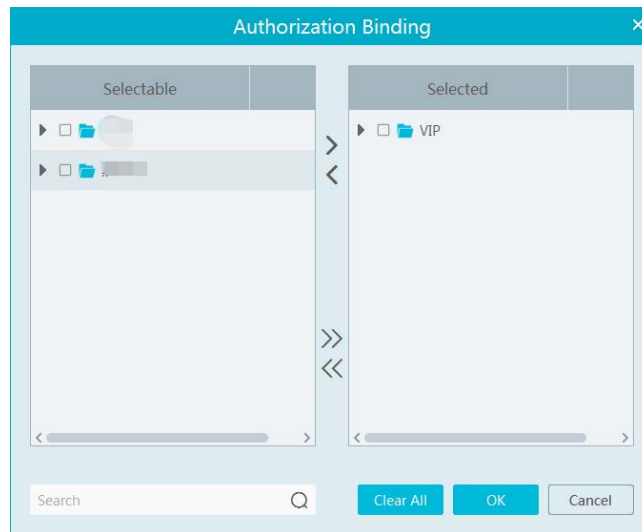 Authorization Binding
Selectable
Selected
VIP
Search
Clear All
OK
Cancel